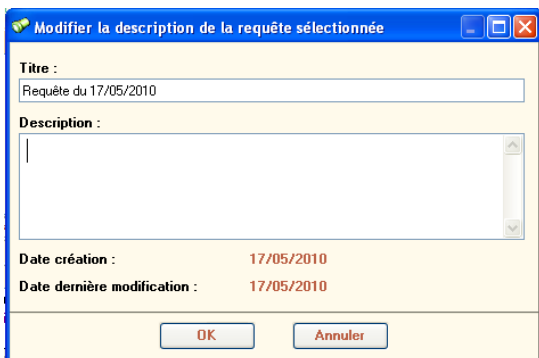 Modifier la description de la requête sélectionnée
Titre :
Requête du 17/05/2010
Description :
Date création : 17/05/2010
Date dernière modification : 17/05/2010
OK Annuler